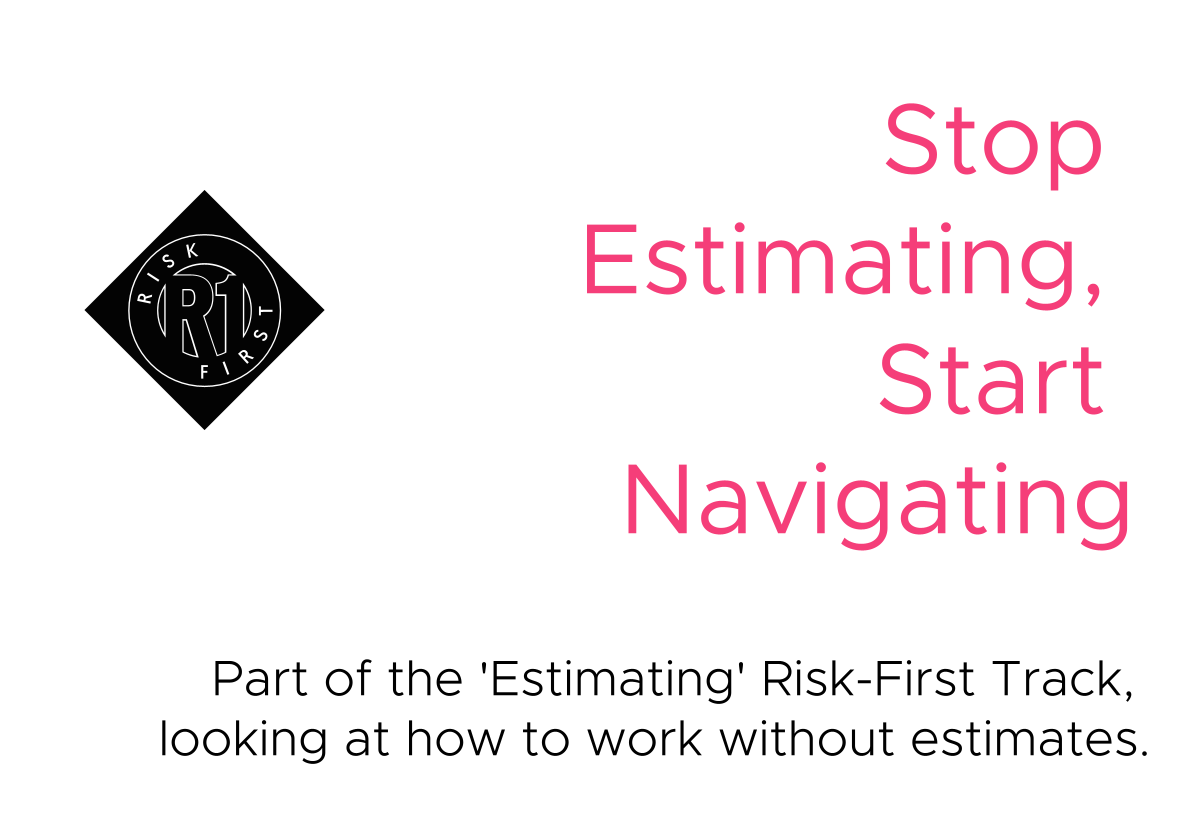 RISK
R1
FIRST
Stop
Estimating,
Start
Navigating
Part of the 'Estimating' Risk-First Track,
looking at how to work without estimates.